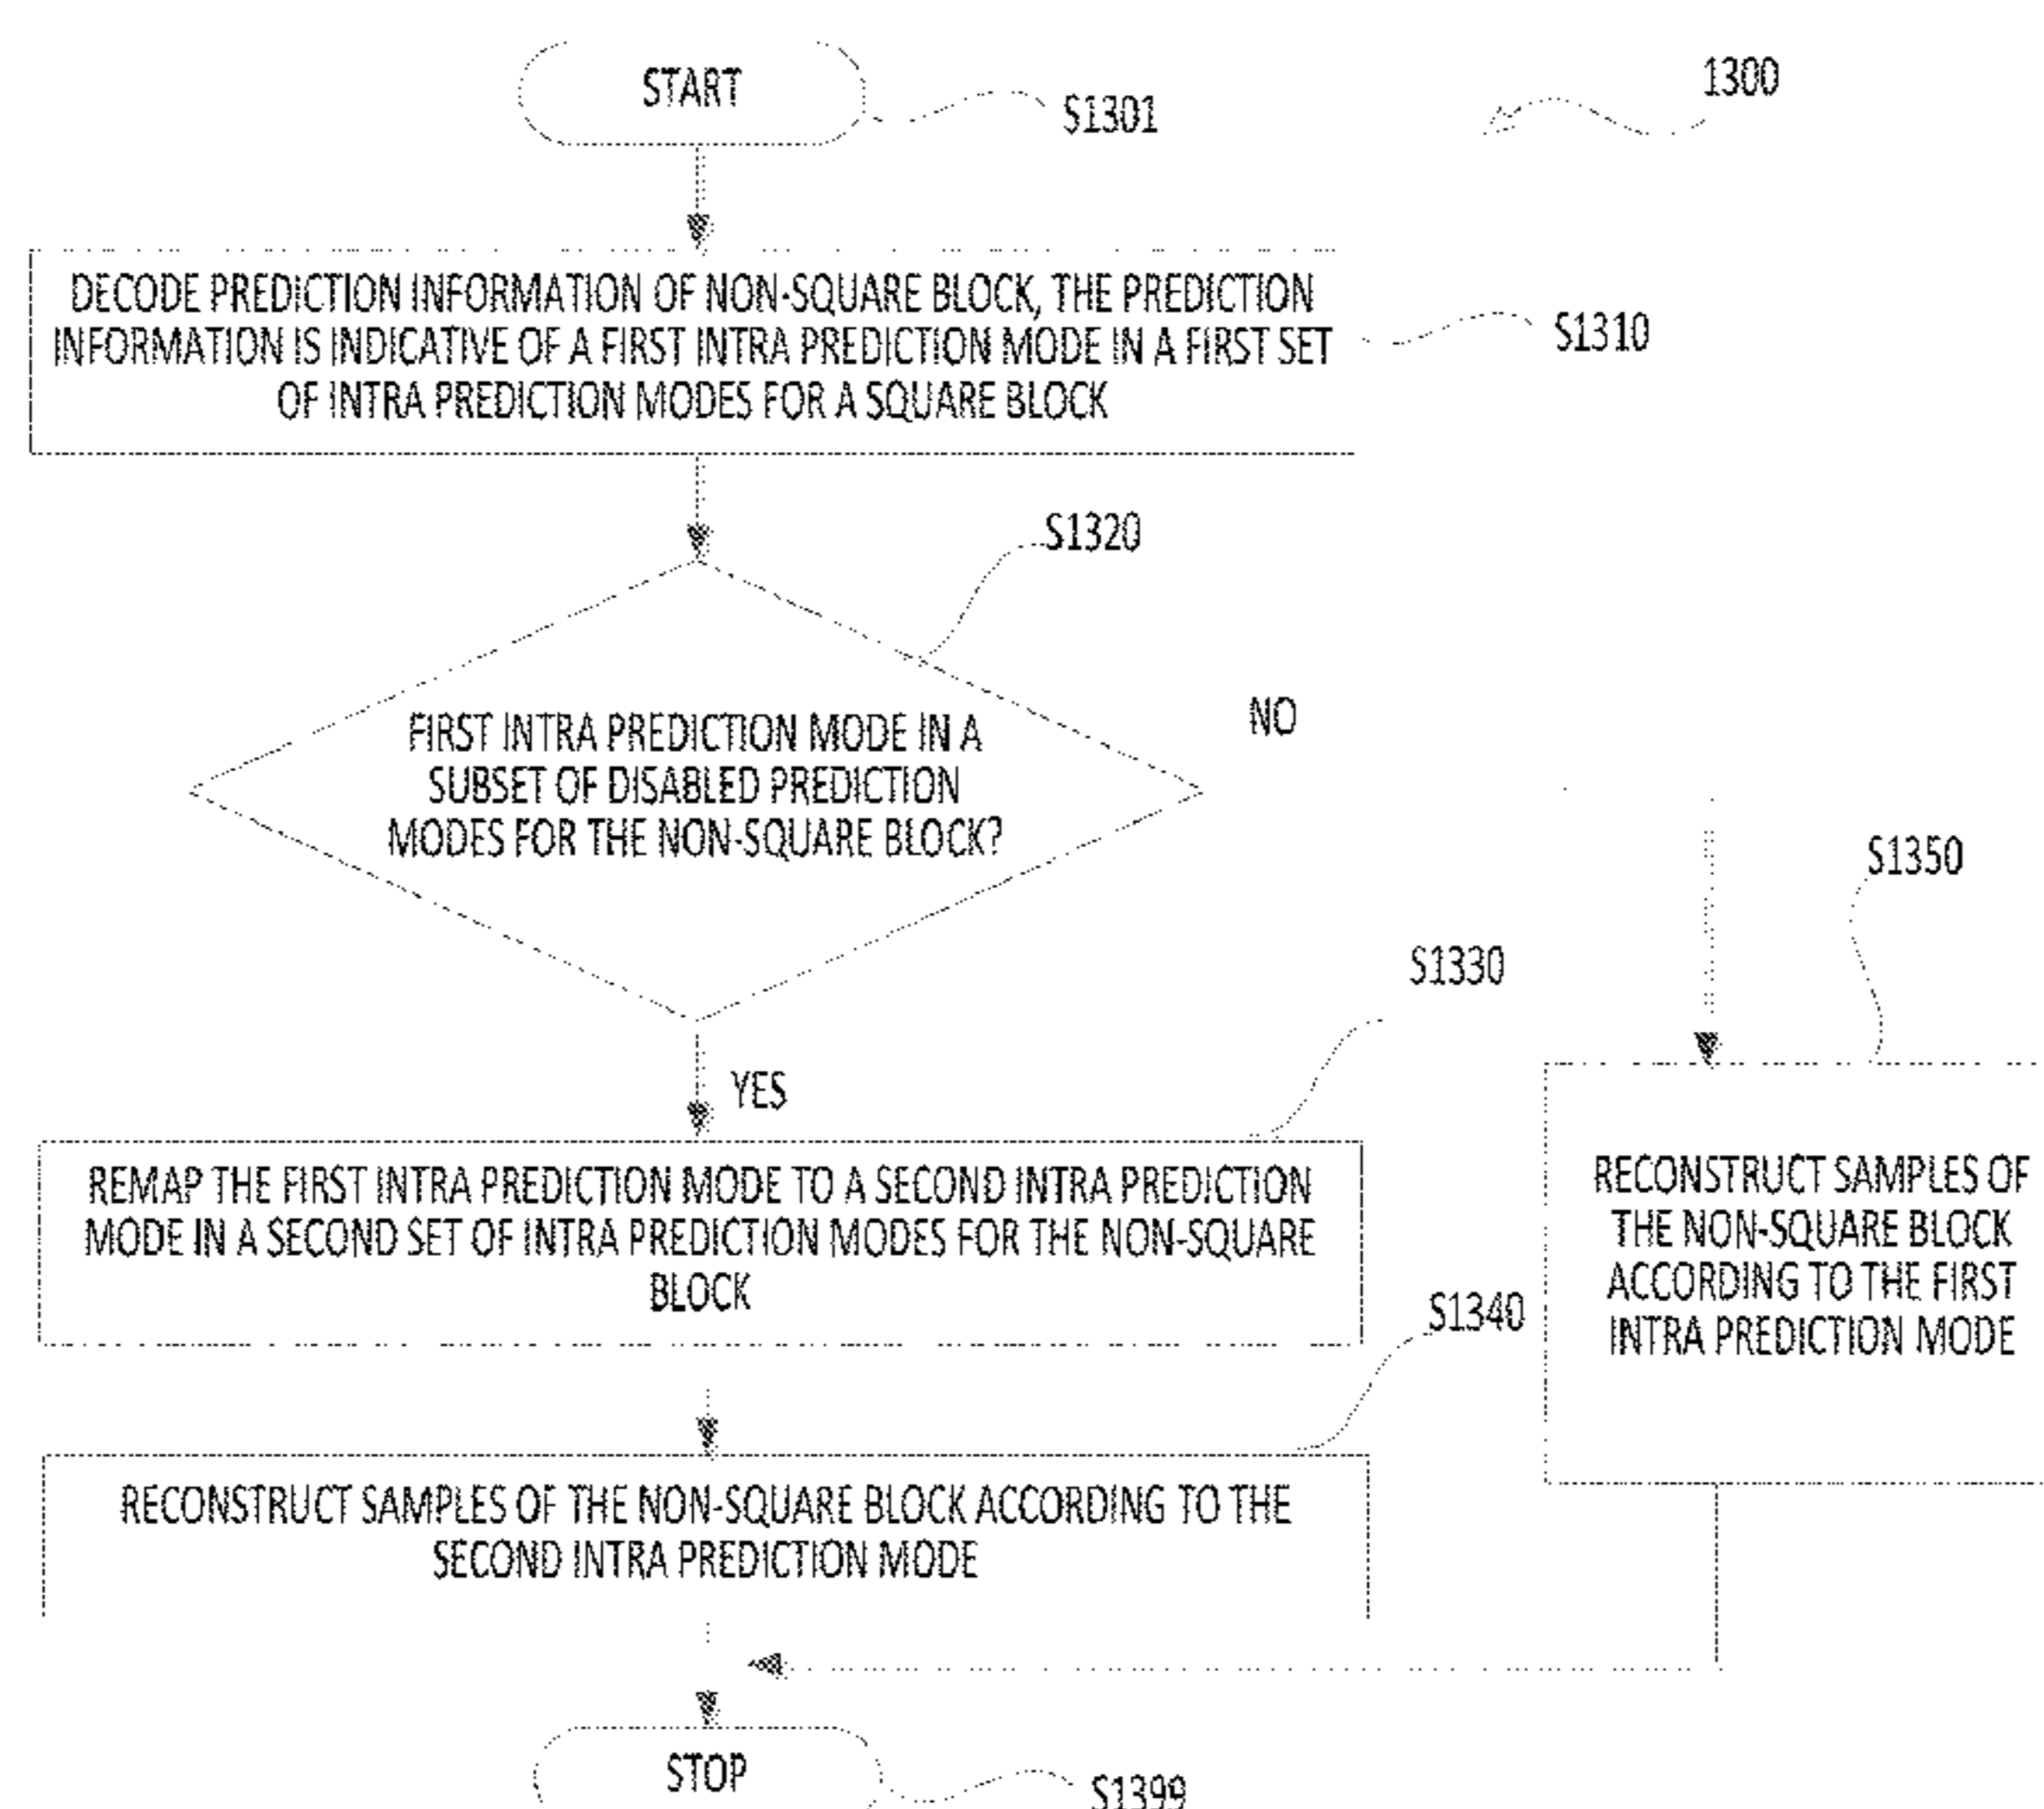 START
S1301
1300
DECODE PREDICTION INFORMATION OF NON-SQUARE BLOCK, THE PREDICTION
INFORMATION IS INDICATIVE OF A FIRST INTRA PREDICTION MODE IN A FIRST SET
OF INTRA PREDICTION MODES FOR A SQUARE BLOCK
S1310
S1320
FIRST INTRA PREDICTION MODE IN A
SUBSET OF DISABLED PREDICTION
MODES FOR THE NON-SQUARE BLOCK?
NO
YES
S1330
REMAP THE FIRST INTRA PREDICTION MODE TO A SECOND INTRA PREDICTION
MODE IN A SECOND SET OF INTRA PREDICTION MODES FOR THE NON-SQUARE
BLOCK
S1350
RECONSTRUCT SAMPLES OF
THE NON-SQUARE BLOCK
ACCORDING TO THE FIRST
INTRA PREDICTION MODE
S1340
RECONSTRUCT SAMPLES OF THE NON-SQUARE BLOCK ACCORDING TO THE
SECOND INTRA PREDICTION MODE
STOP
S1399